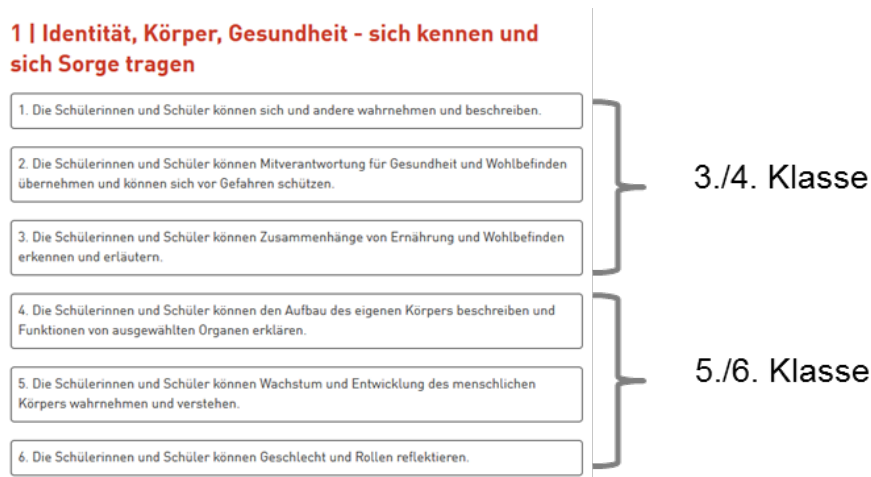 1 | Identität, Körper, Gesundheit - sich kennen und
sich Sorge tragen
1. Die Schülerinnen und Schüler können sich und andere wahrnehmen und beschreiben.
2. Die Schülerinnen und Schüler können Mitverantwortung für Gesundheit und Wohlbefinden
übernehmen und können sich vor Gefahren schützen.
3. Die Schülerinnen und Schüler können Zusammenhänge von Ernährung und Wohlbefinden
erkennen und erläutern.
3./4. Klasse
4. Die Schülerinnen und Schüler können den Aufbau des eigenen Körpers beschreiben und
Funktionen von ausgewählten Organen erklären.
5. Die Schülerinnen und Schüler können Wachstum und Entwicklung des menschlichen
Körpers wahrnehmen und verstehen.
6. Die Schülerinnen und Schüler können Geschlecht und Rollen reflektieren.
5./6. Klasse